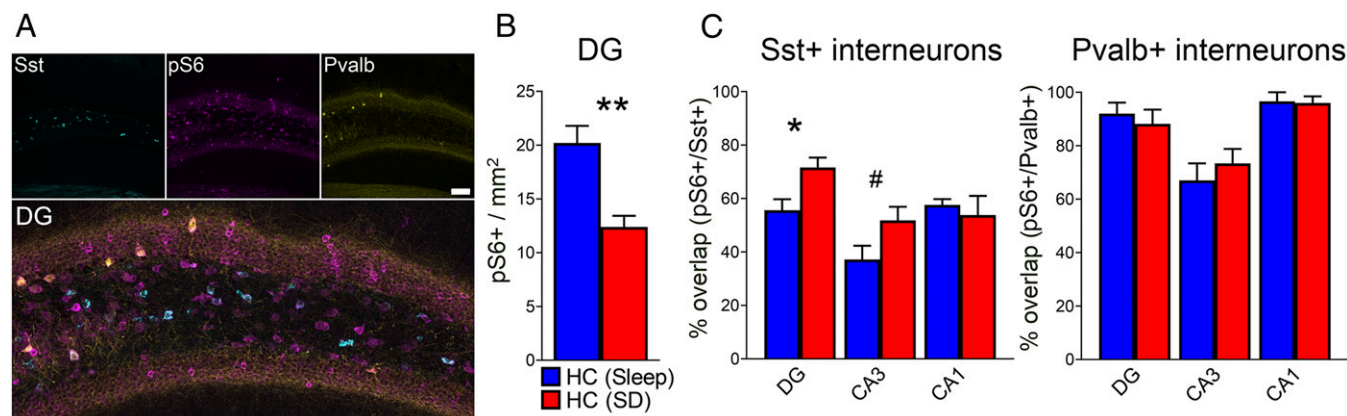 A
Sst
pS6
Pvalb
DG
B
DG
pS6+ / mm²
25
20
15
10
5
0
**
HC (Sleep)
HC (SD)
C
Sst+ interneurons
% overlap (pS6+/Sst+)
100
80
60
40
20
0
*
#
DG
CA3
CA1
Pvalb+ interneurons
% overlap (pS6+/Pvalb+)
100
80
60
40
20
0
DG
CA3
CA1